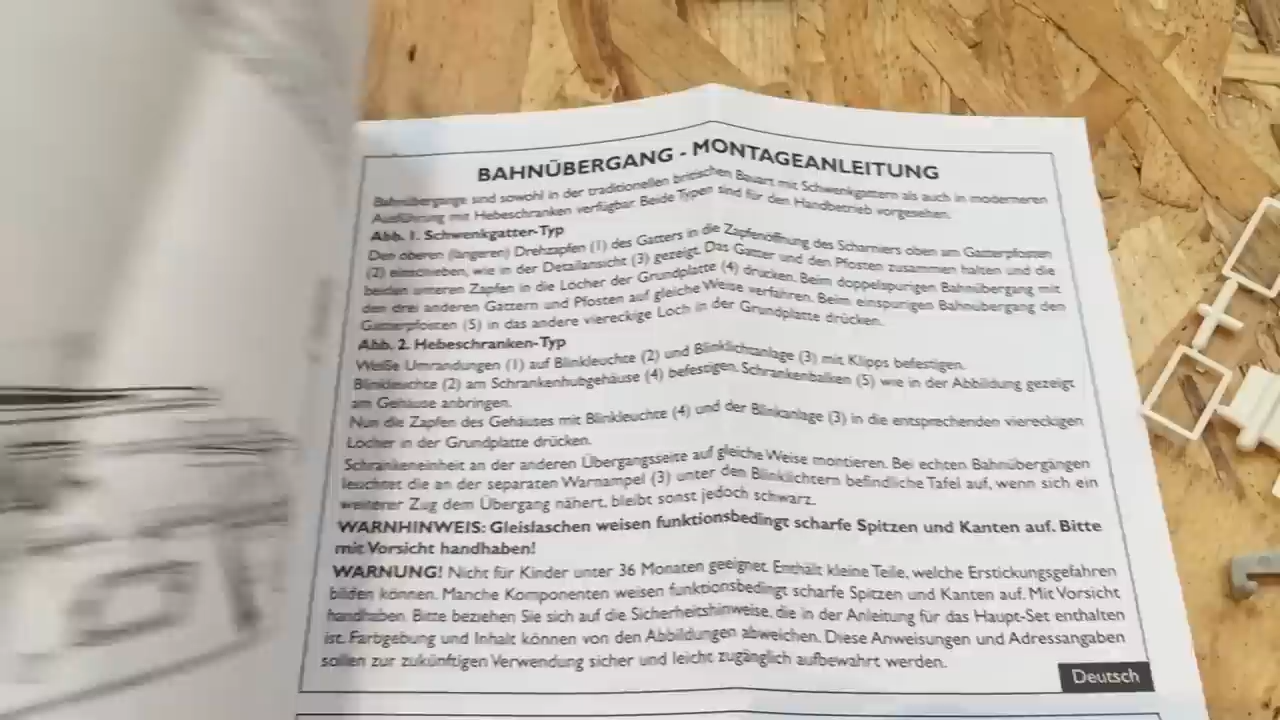 BAHNÜBERGANG - MONTAGEANLEITUNG
Bahnübergange sind sowohl in der traditionellen britischen Bauart mit Schwenkgattern als auch in moderneren
Ausführung mit Hebeschranken verfügbar. Beide Typen sind für den Handbetrieb vorgesehen.
Abb. 1. Schwenkgatter-Typ
Den oberen (längeren) Drehzapfen (1) des Gatters in die Zapfenöffnung des Scharniers oben am Gatterpfosten
(2) einschieben, wie in der Detailansicht (3) gezeigt. Das Gatter und den Pfosten zusammen halten und die
beiden unteren Zapfen in die Löcher der Grundplatte (4) drücken. Beim doppelspurigen Bahnübergang mit
den drei anderen Gattern und Pfosten auf gleiche Weise verfahren. Beim einspurigen Bahnübergang den
Gatterpfosten (5) in das andere viereckige Loch in der Grundplatte drücken.
Abb. 2. Hebeschranken-Typ
Weiße Umrandungen (1) auf Blinkleuchte (2) und Blinklichtanlage (3) mit Klipps befestigen.
Blinkleuchte (2) am Schrankenhubgehäuse (4) befestigen. Schrankenbalken (5) wie in der Abbildung gezeigt
am Gehäuse anbringen.
Nun die Zapfen des Gehäuses mit Blinkleuchte (4) und der Blinkanlage (3) in die entsprechenden viereckigen
Löcher in der Grundplatte drücken.
Schrankeneinheit an der anderen Übergangsseite auf gleiche Weise montieren. Bei echten Bahnübergängen
leuchtet die an der separaten Warnampel (3) unter den Blinklichtern befindliche Tafel auf, wenn sich ein
weiterer Zug dem Übergang nähert, bleibt sonst jedoch schwarz.
WARNHINWEIS: Gleislaschen weisen funktionsbedingt scharfe Spitzen und Kanten auf. Bitte
mit Vorsicht handhaben!
WARNUNG! Nicht für Kinder unter 36 Monaten geeignet. Enthält kleine Teile, welche Erstickungsgefahren
bilden können. Manche Komponenten weisen funktionsbedingt scharfe Spitzen und Kanten auf. Mit Vorsicht
handhaben. Bitte beziehen Sie sich auf die Sicherheitshinweise, die in der Anleitung für das Haupt-Set enthalten
ist. Farbgebung und Inhalt können von den Abbildungen abweichen. Diese Anweisungen und Adressangaben
sollen zur zukünftigen Verwendung sicher und leicht zugänglich aufbewahrt werden.
Deutsch